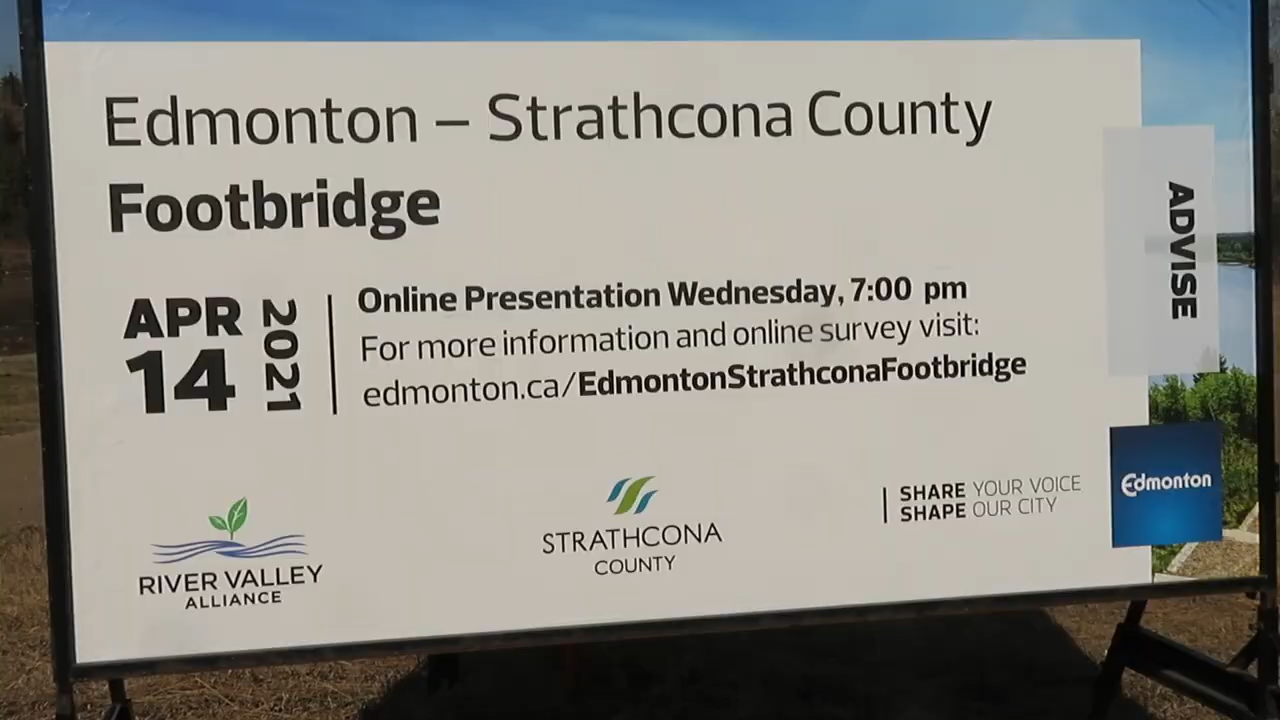 Edmonton – Strathcona County
Footbridge
APR
14
2021
Online Presentation Wednesday, 7:00 pm
For more information and online survey visit:
edmonton.ca/EdmontonStrathconaFootbridge
ADVISE
RIVER VALLEY
ALLIANCE
STRATHCONA
COUNTY
SHARE YOUR VOICE
SHAPE OUR CITY
Edmonton